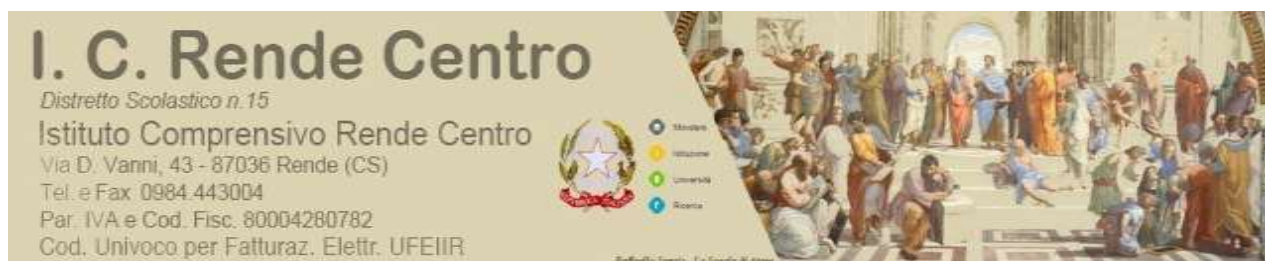 I. C. Rende Centro
Distretto Scolastico n.15
Istituto Comprensivo Rende Centro
Via D. Vanni, 43 - 87036 Rende (CS)
Tel. e Fax 0984.443004
Par. IVA e Cod. Fisc. 80004280782
Cod. Univoco per Fatturaz. Elettr. UFEIIR
Ministero
Istruzione
Università
Ricerca